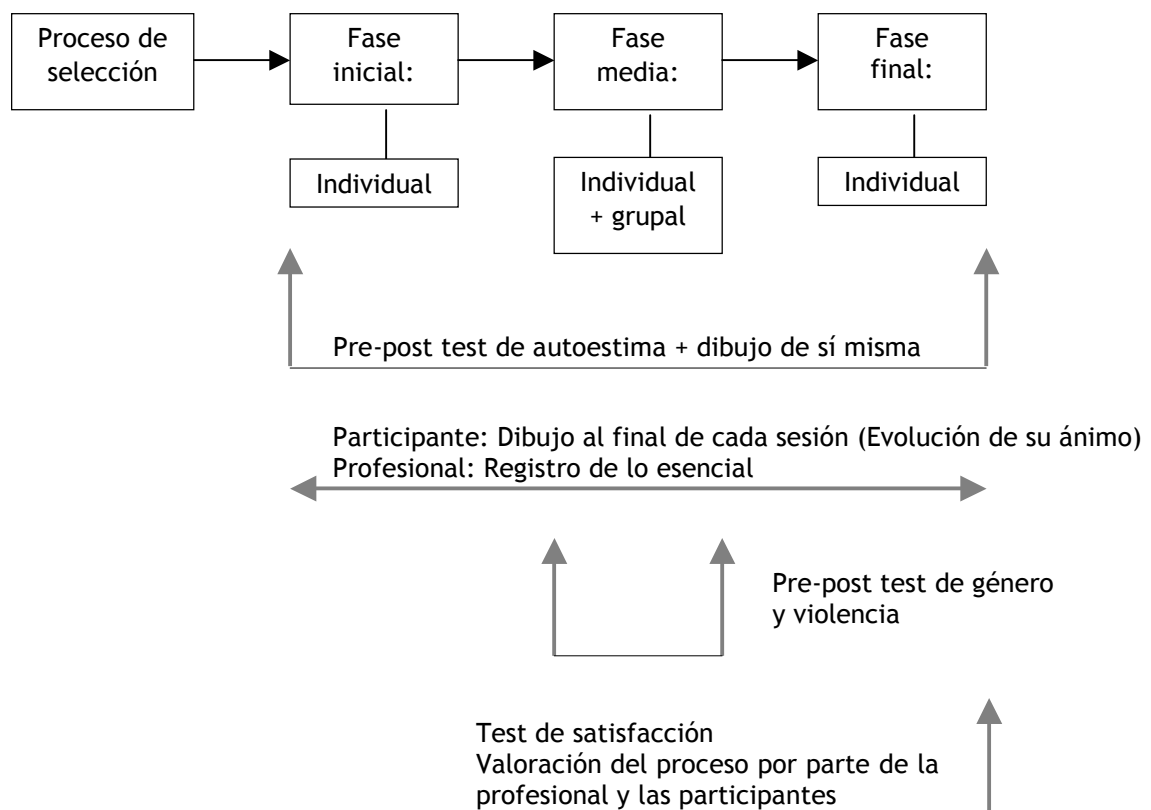 Proceso de
selección
Fase
inicial:
Fase
media:
Fase
final:
Individual
Individual
+ grupal
Individual
Pre-post test de autoestima + dibujo de sí misma
Participante: Dibujo al final de cada sesión (Evolución de su ánimo)
Profesional: Registro de lo esencial
Pre-post test de género
y violencia
Test de satisfacción
Valoración del proceso por parte de la
profesional y las participantes